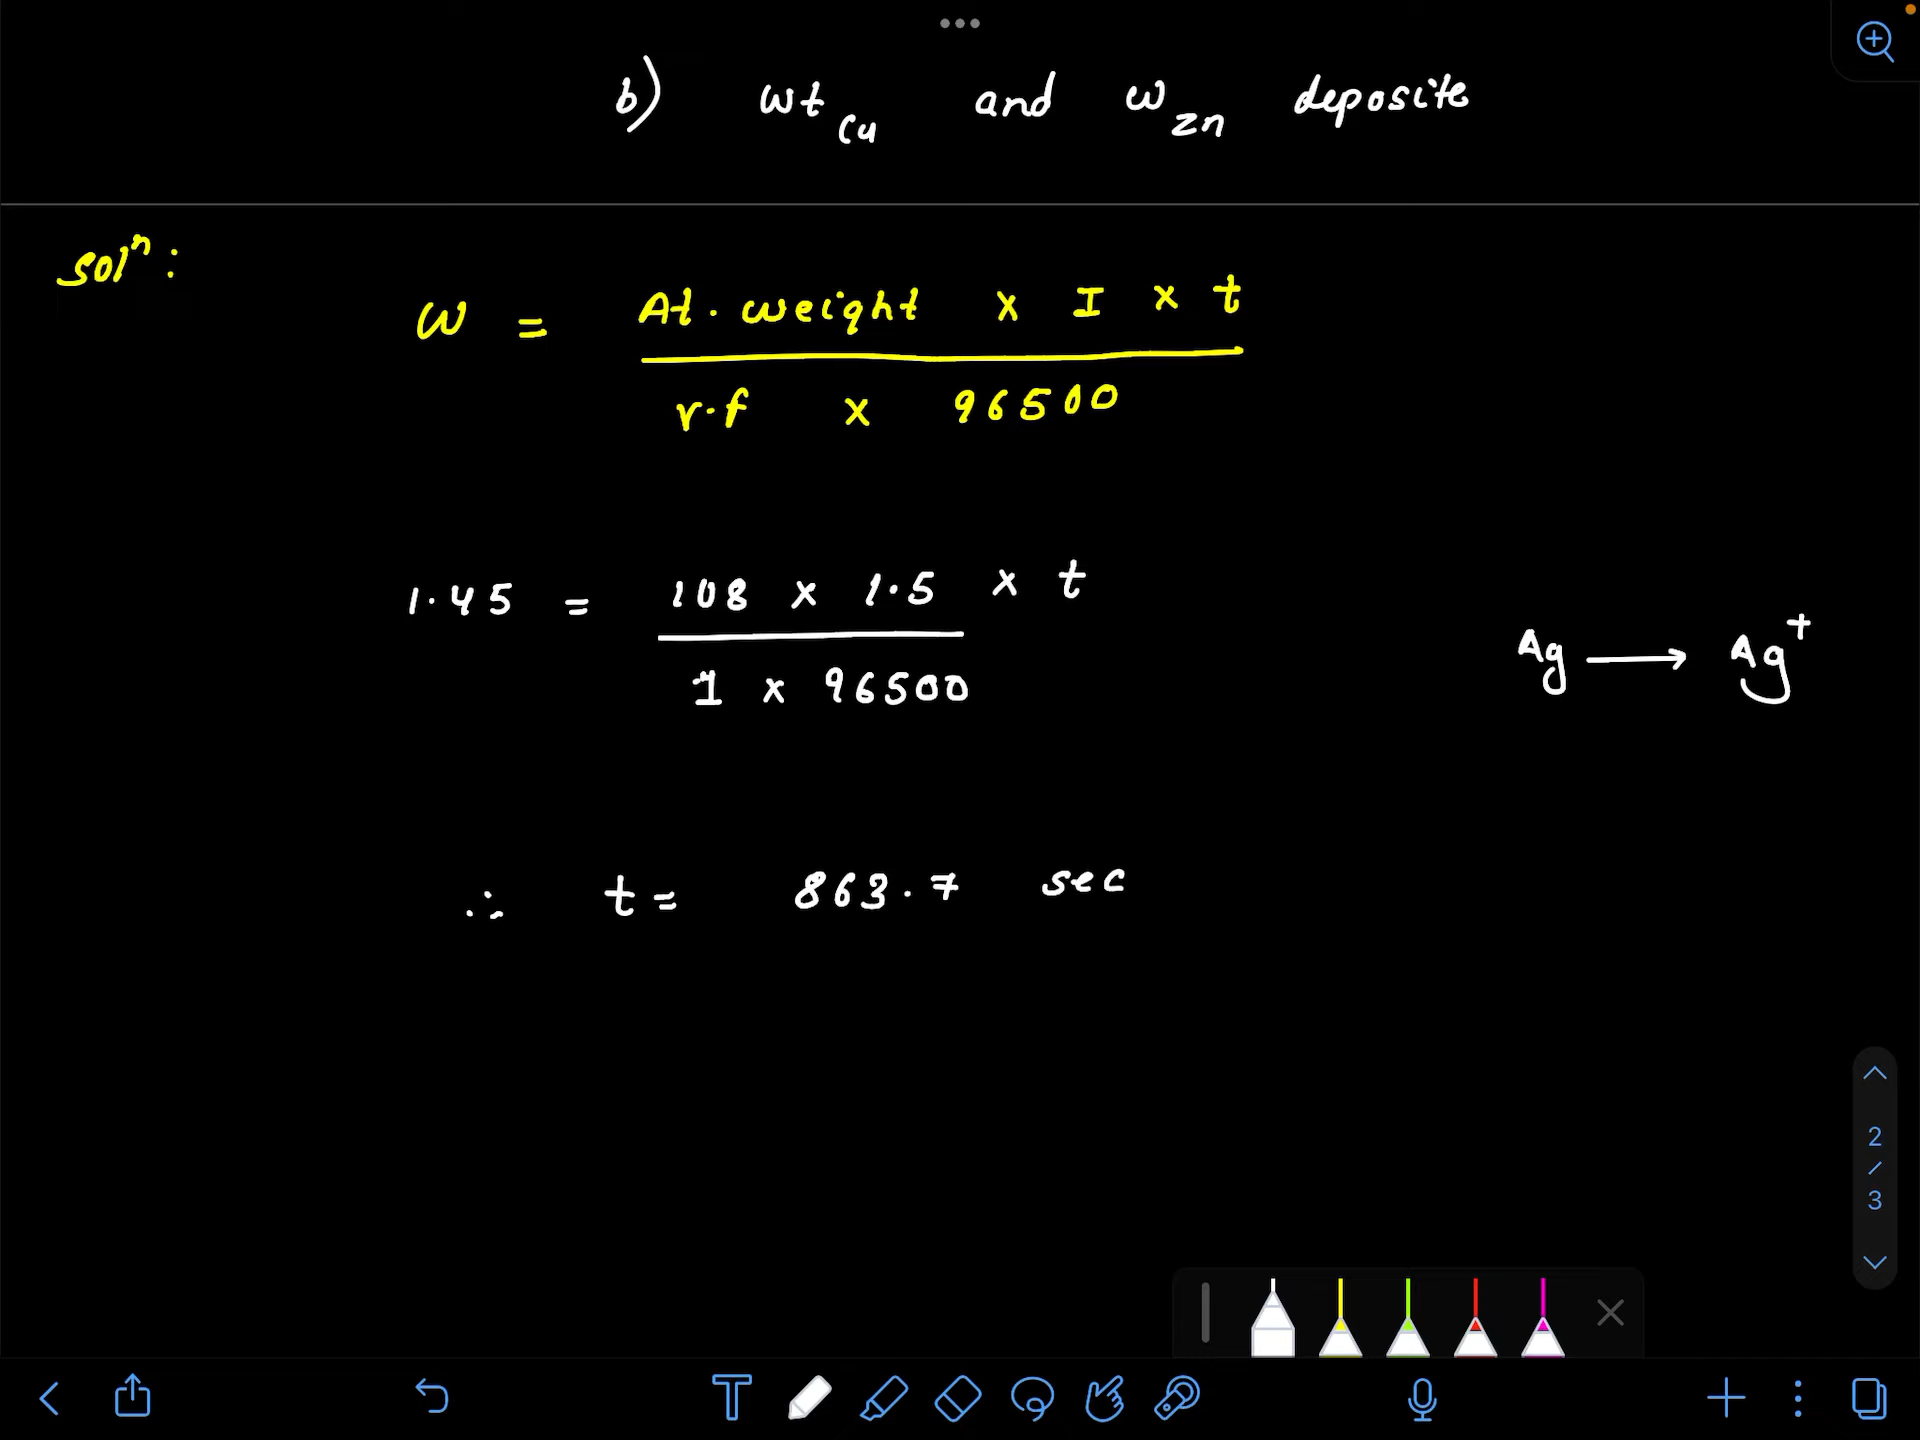 b) wt Cu and w zn deposite
solⁿ:
w = At. weight x I x t
r.f x 96500
1.45 = 108 x 1.5 x t
1 x 96500
Ag ⟶ Ag⁺
∴ t = 863.7 sec
2
/
3